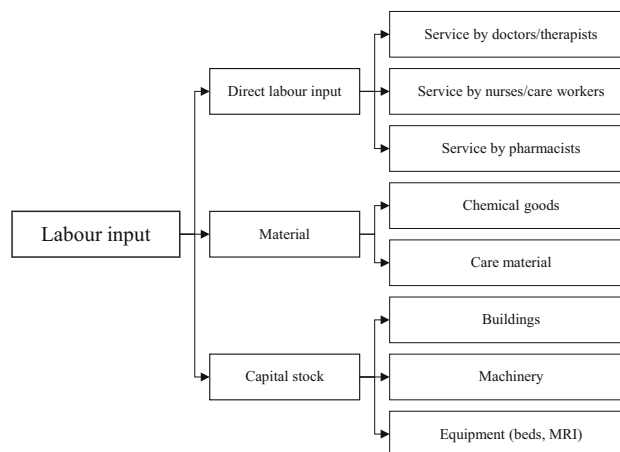 Labour input
Direct labour input
Service by doctors/therapists
Service by nurses/care workers
Service by pharmacists
Material
Chemical goods
Care material
Capital stock
Buildings
Machinery
Equipment (beds, MRI)